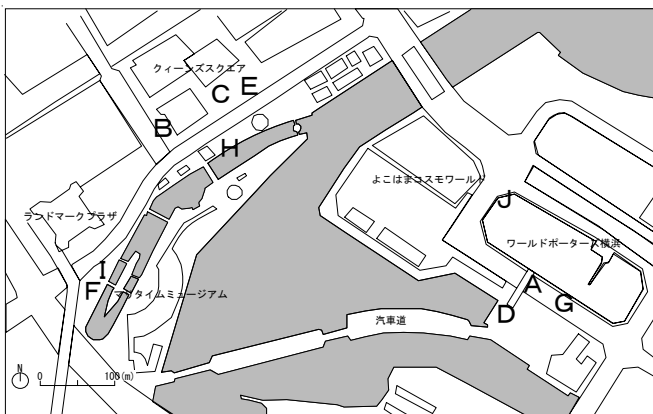 クィーンズスクエア
E
C
B
H
よこはまコスモワールド
J
ランドマークプラザ
ワールドポーターズ横浜
I
F
マリタイムミュージアム
A
G
D
汽車道
N
0 100(m)